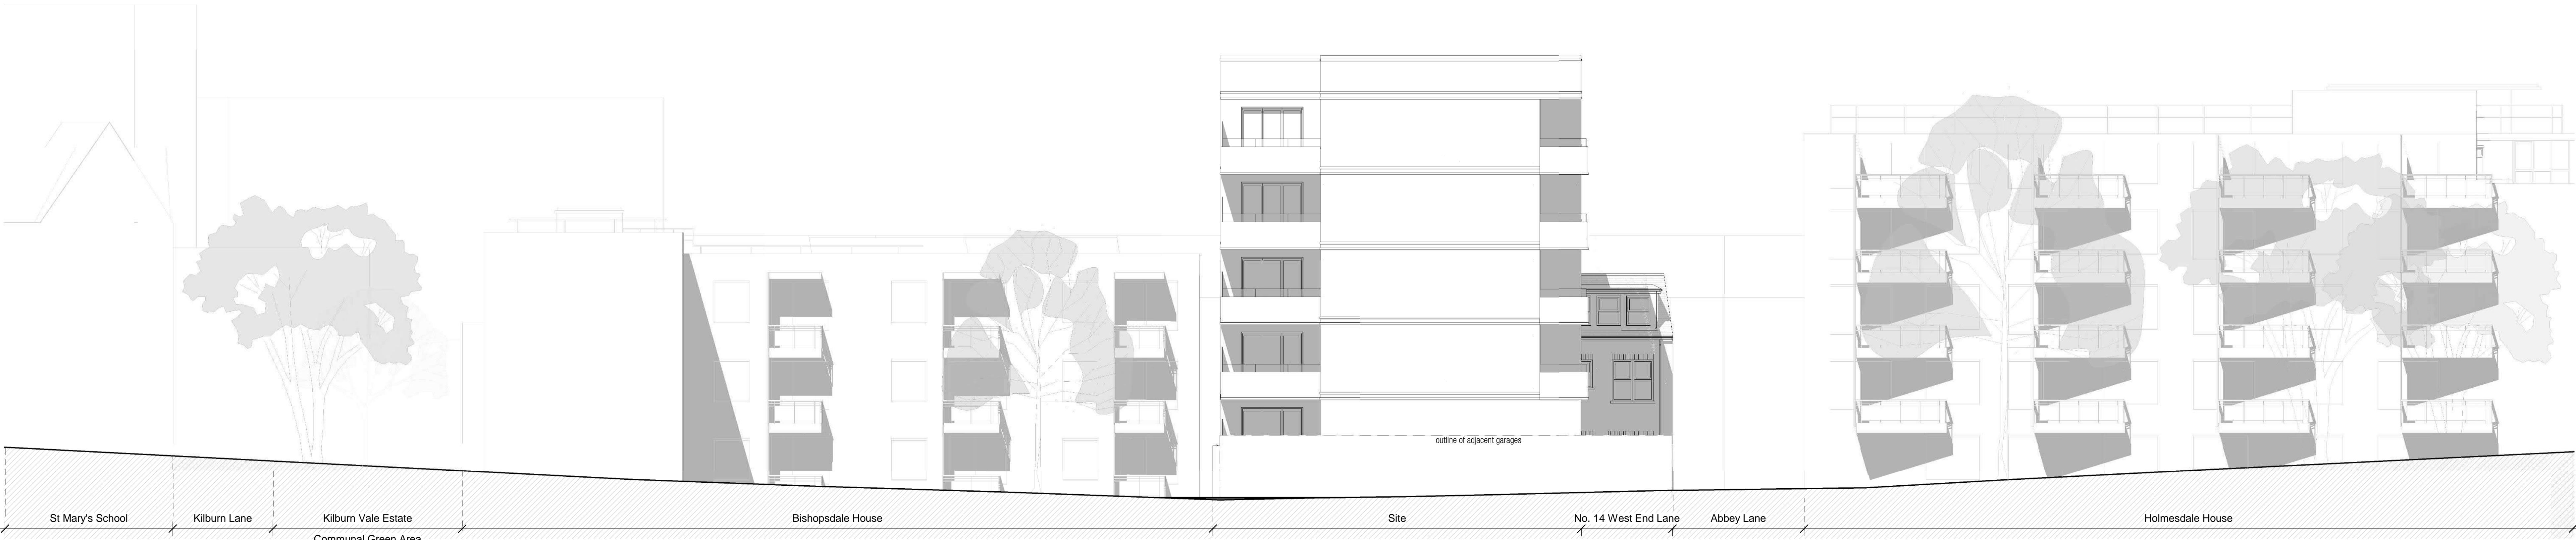 outline of adjacent garages
St Mary's School
Kilburn Lane
Kilburn Vale Estate
Communal Green Area
Bishopsdale House
Site
No. 14 West End Lane
Abbey Lane
Holmesdale House